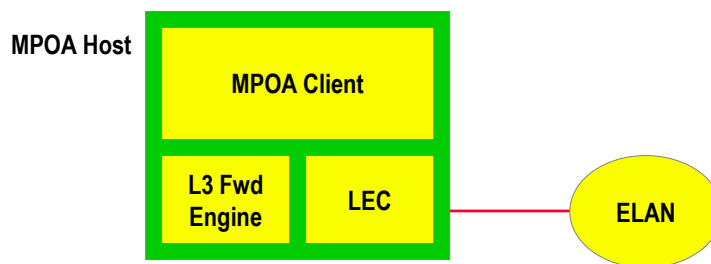 MPOA Host
MPOA Client
L3 Fwd
Engine
LEC
ELAN